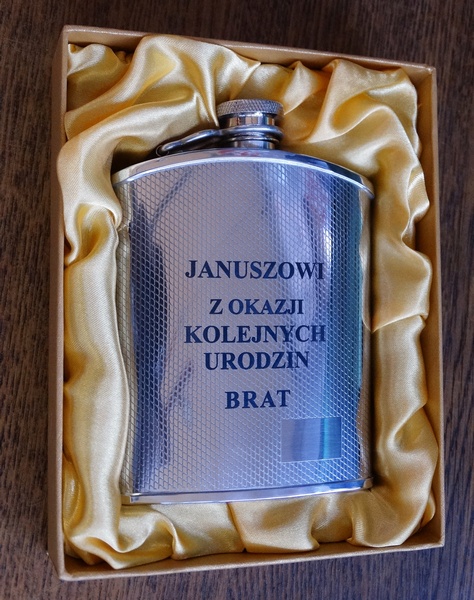 JANUSZOWI
Z OKAZJI
KOLEJNYCH
URODZIN
BRAT